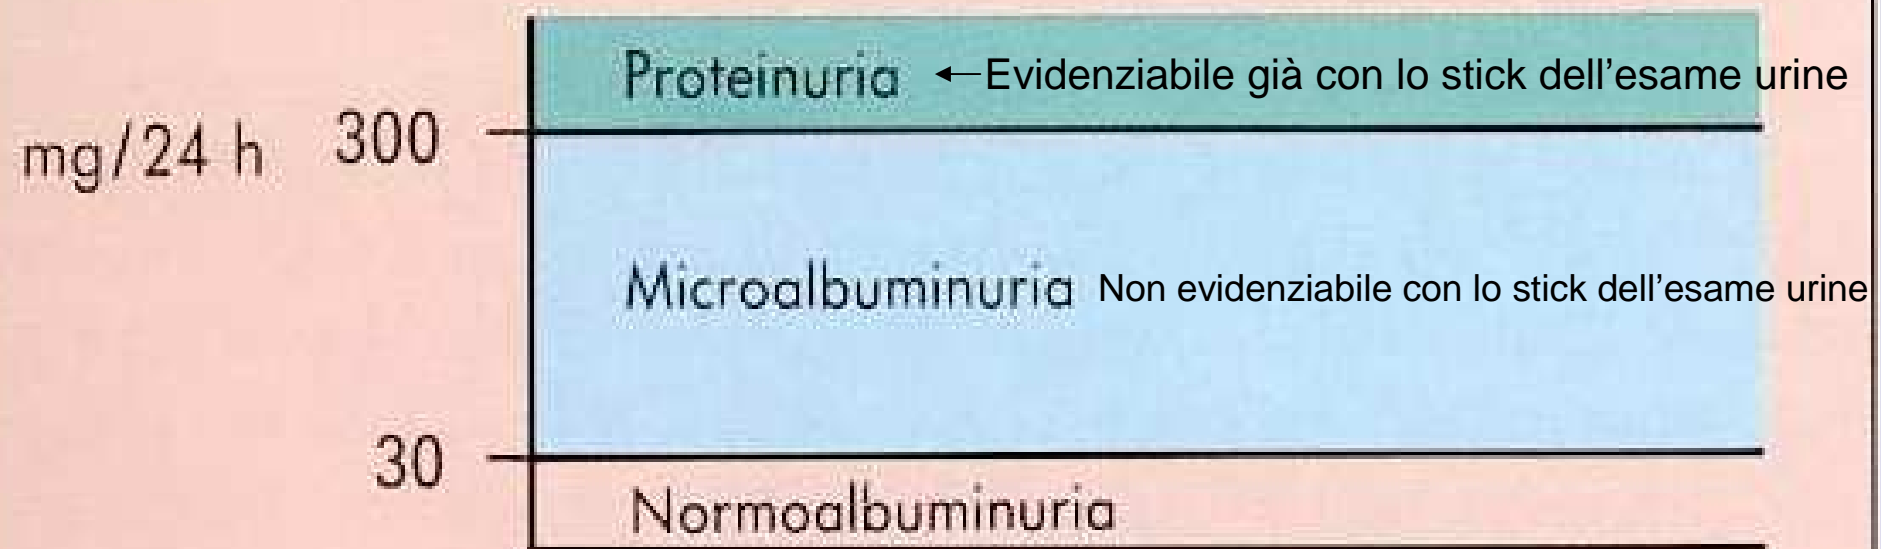 Proteinuria ←Evidenziabile già con lo stick dell’esame urine
mg/24 h 300
Microalbuminuria Non evidenziabile con lo stick dell’esame urine
30
Normoalbuminuria